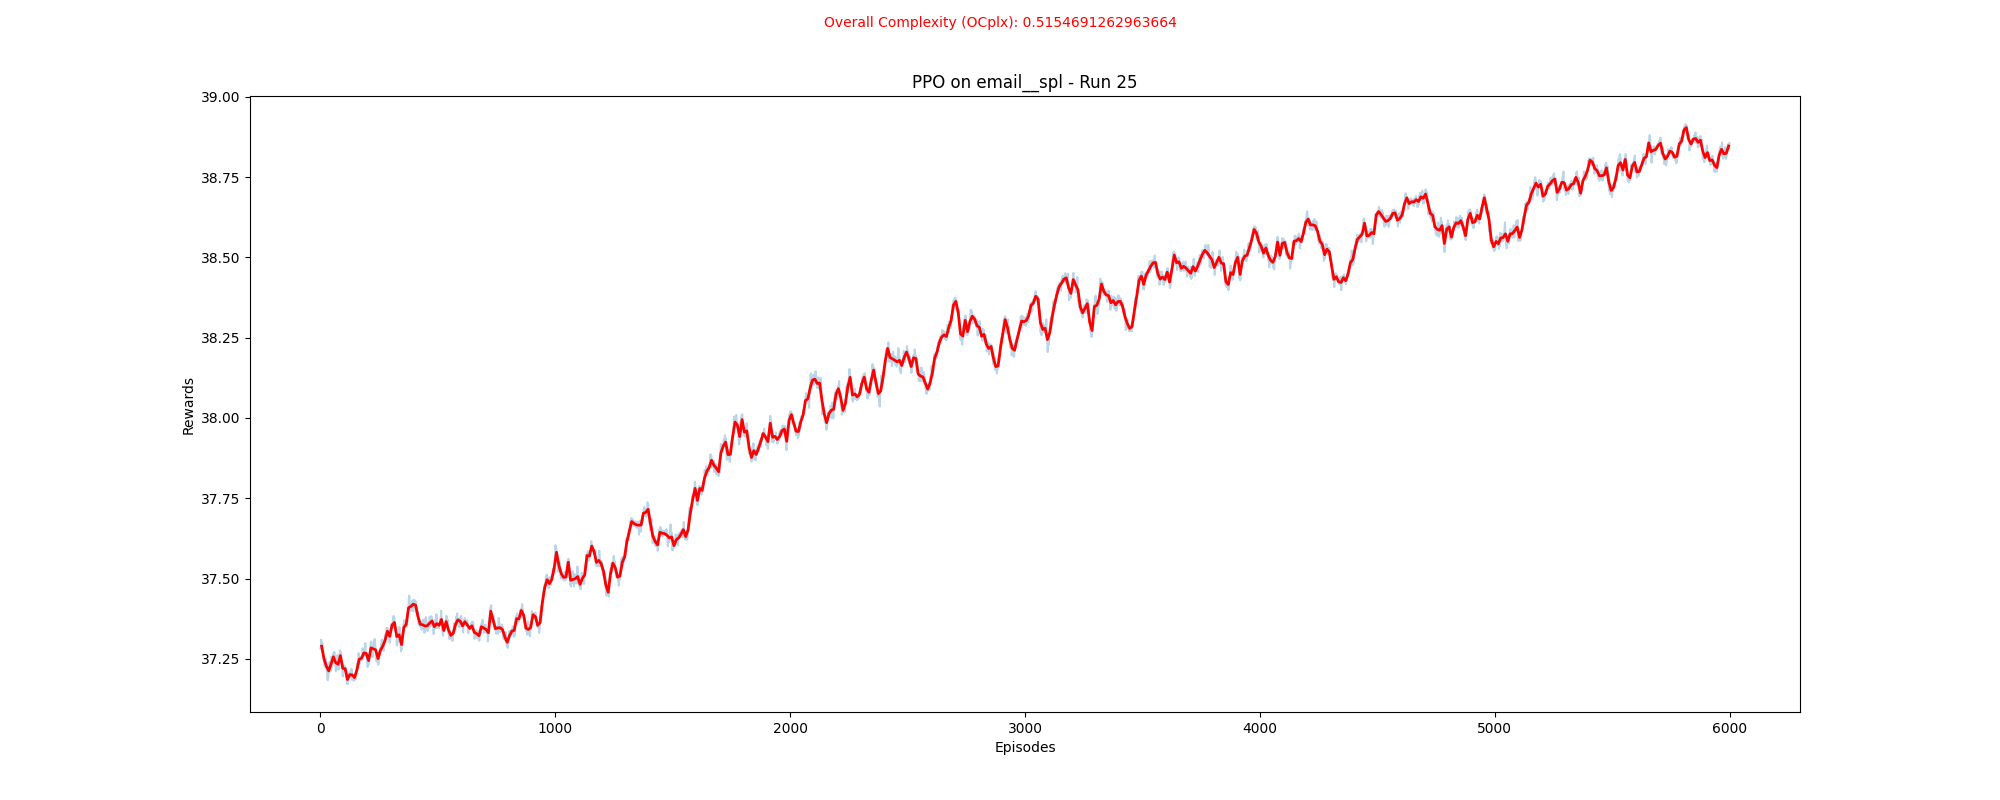 Overall Complexity (OCplx): 0.5154691262963664
PPO on email__spl - Run 25
39.00
38.75
38.50
38.25
38.00
37.75
37.50
37.25
Rewards
0 1000 2000 3000 4000 5000 6000
Episodes